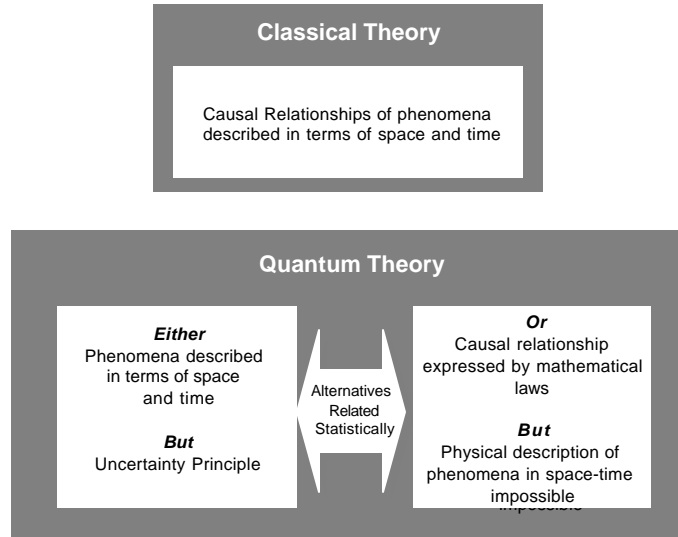 Classical Theory
Causal Relationships of phenomena
described in terms of space and time
Quantum Theory
Either
Phenomena described
in terms of space
and time
But
Uncertainty Principle
Alternatives
Related
Statistically
Or
Causal relationship
expressed by mathematical
laws
But
Physical description of
phenomena in space-time
impossible
impossible